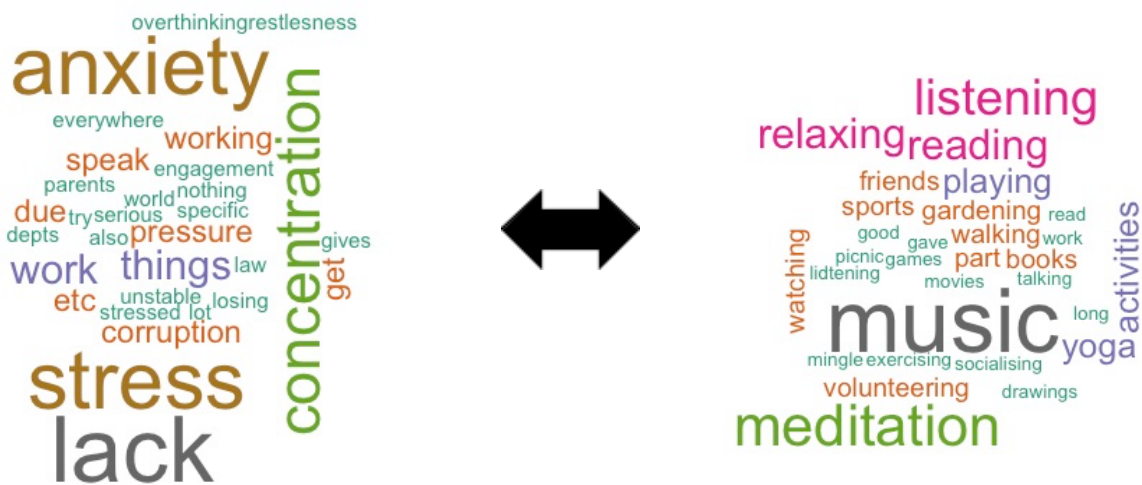 overthinkingrestlesness
anxiety
everywhere
working
concentration
speak
engagement
parents
world
nothing
due
try
serious
specific
depts
also
pressure
gives
work
things
law
get
etc
unstable
losing
stressed
lot
corruption
stress
lack
listening
relaxing
reading
friends
playing
sports
gardening
read
activities
good
gave
walking
work
watching
picnic
games
part
books
lidtening
movies
talking
music
long
yoga
mingle
exercising
socialising
volunteering
drawings
meditation